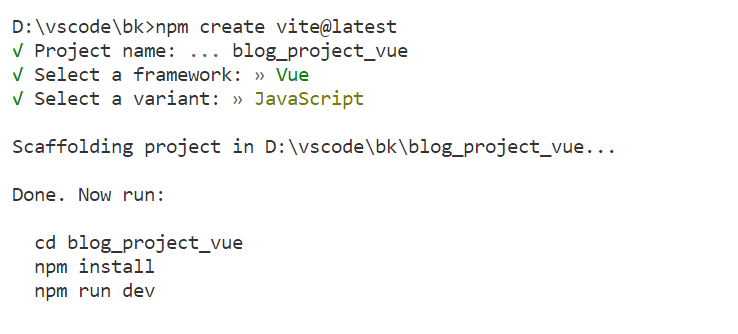 D:\vscode\bk>npm create vite@latest
√ Project name: ... blog_project_vue
√ Select a framework: » Vue
√ Select a variant: » JavaScript
Scaffolding project in D:\vscode\bk\blog_project_vue...
Done. Now run:
cd blog_project_vue
npm install
npm run dev